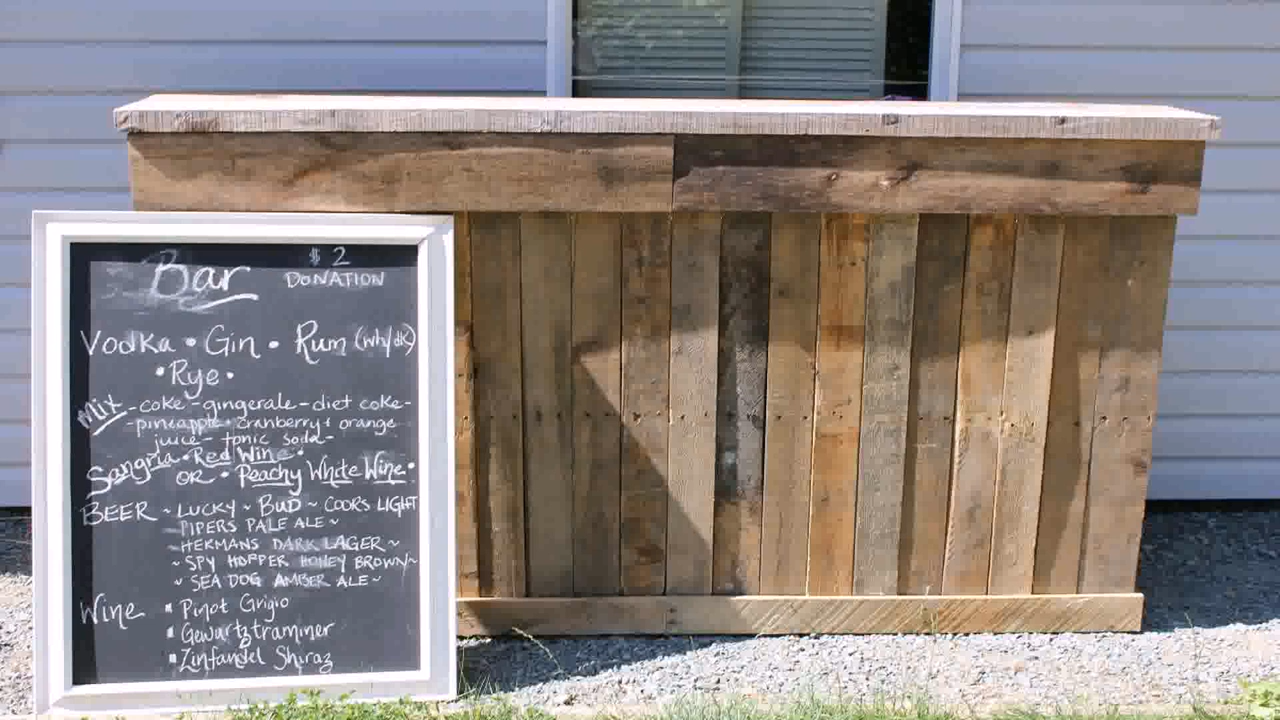 Bar $2 DONATION
Vodka • Gin • Rum (wh/dk)
• Rye •
Mix -coke -gingerale -diet coke-
-pineapple- cranberry + orange
juice- tonic soda-
Sangria • Red Wine •
OR • Peachy White Wine •
BEER ~ LUCKY ~ BUD ~ COORS LIGHT
PIPERS PALE ALE ~
~HERMANS DARK LAGER ~
~ SPY HOPPER HONEY BROWN ~
~ SEA DOG AMBER ALE ~
Wine ▪ Pinot Grigio
▪ Gewartztraminer
▪ Zinfandel Shiraz